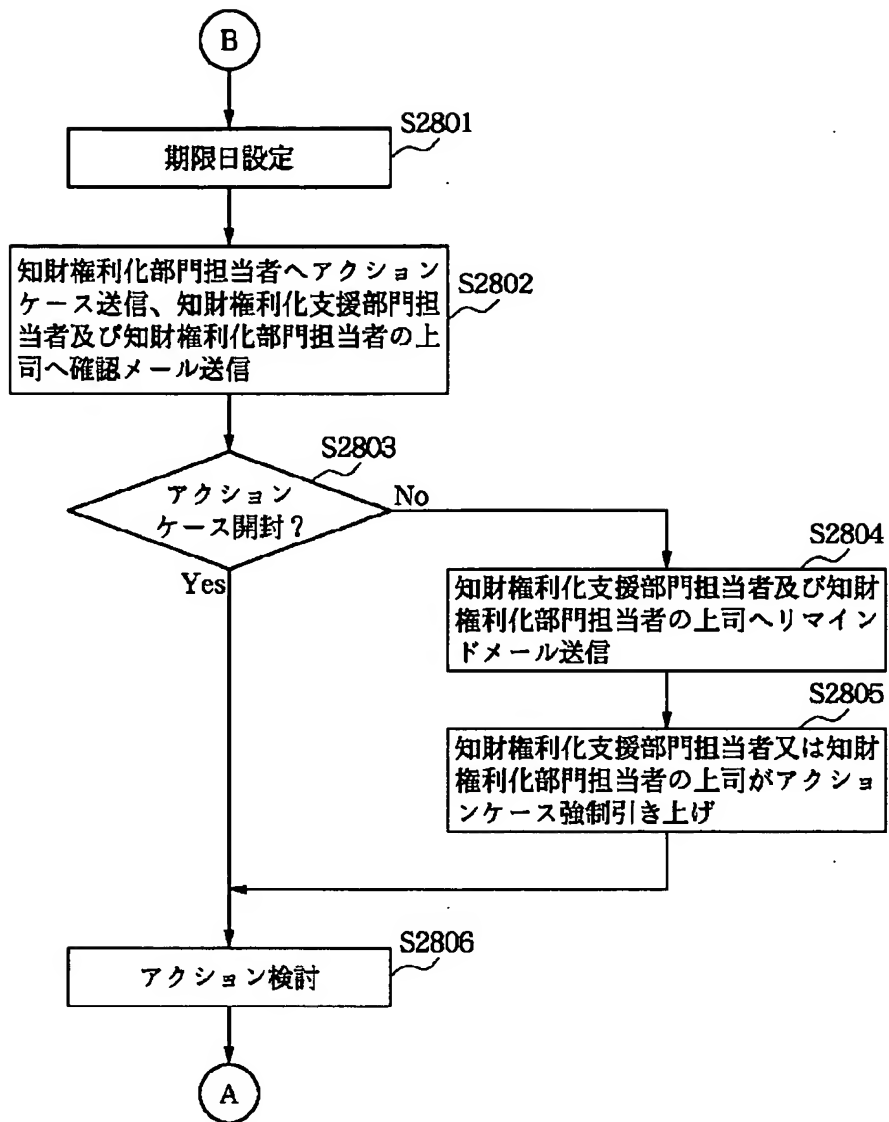 B
S2801
期限日設定
S2802
知財権利化部門担当者へアクション
ケース送信、知財権利化支援部門担
当者及び知財権利化部門担当者の上
司へ確認メール送信
S2803
アクション
ケース開封？
No
Yes
S2804
知財権利化支援部門担当者及び知財
権利化部門担当者の上司へリマイン
ドメール送信
S2805
知財権利化支援部門担当者又は知財
権利化部門担当者の上司がアクショ
ンケース強制引き上げ
S2806
アクション検討
A